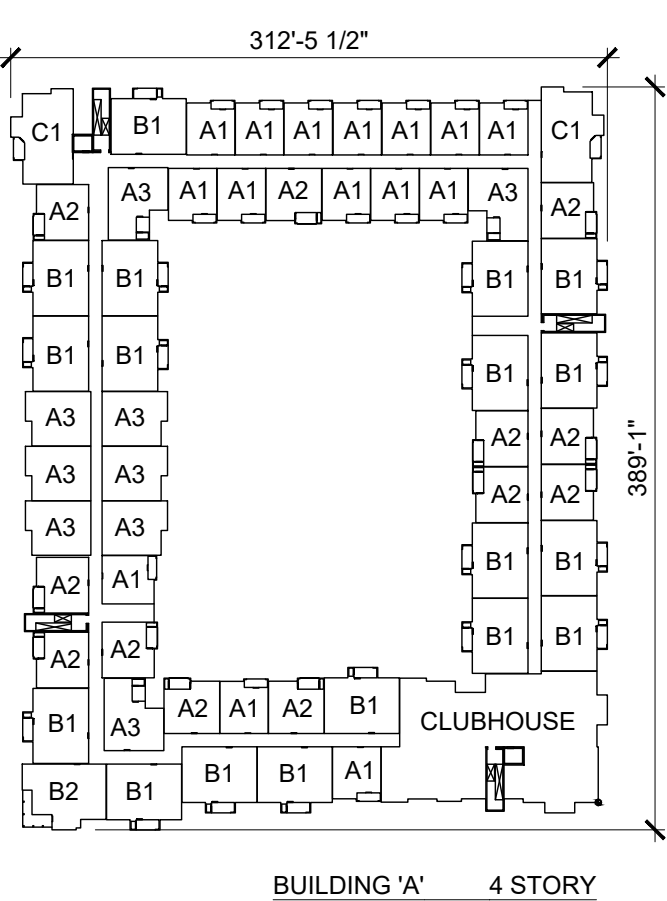 312'-5 1/2"
C1 B1 A1 A1 A1 A1 A1 A1 A1 C1
A3 A1 A1 A2 A1 A1 A1 A3
A2 A2
B1 B1 B1 B1
B1 B1 B1 B1
A3 A3 A2 A2
389'-1"
A3 A3 A2 A2
A3 A3 B1 B1
A2 A1
B1 B1
A2 A2
B1 A3 A2 A1 A2 B1 CLUBHOUSE
B2 B1 B1 B1 A1
BUILDING 'A' 4 STORY